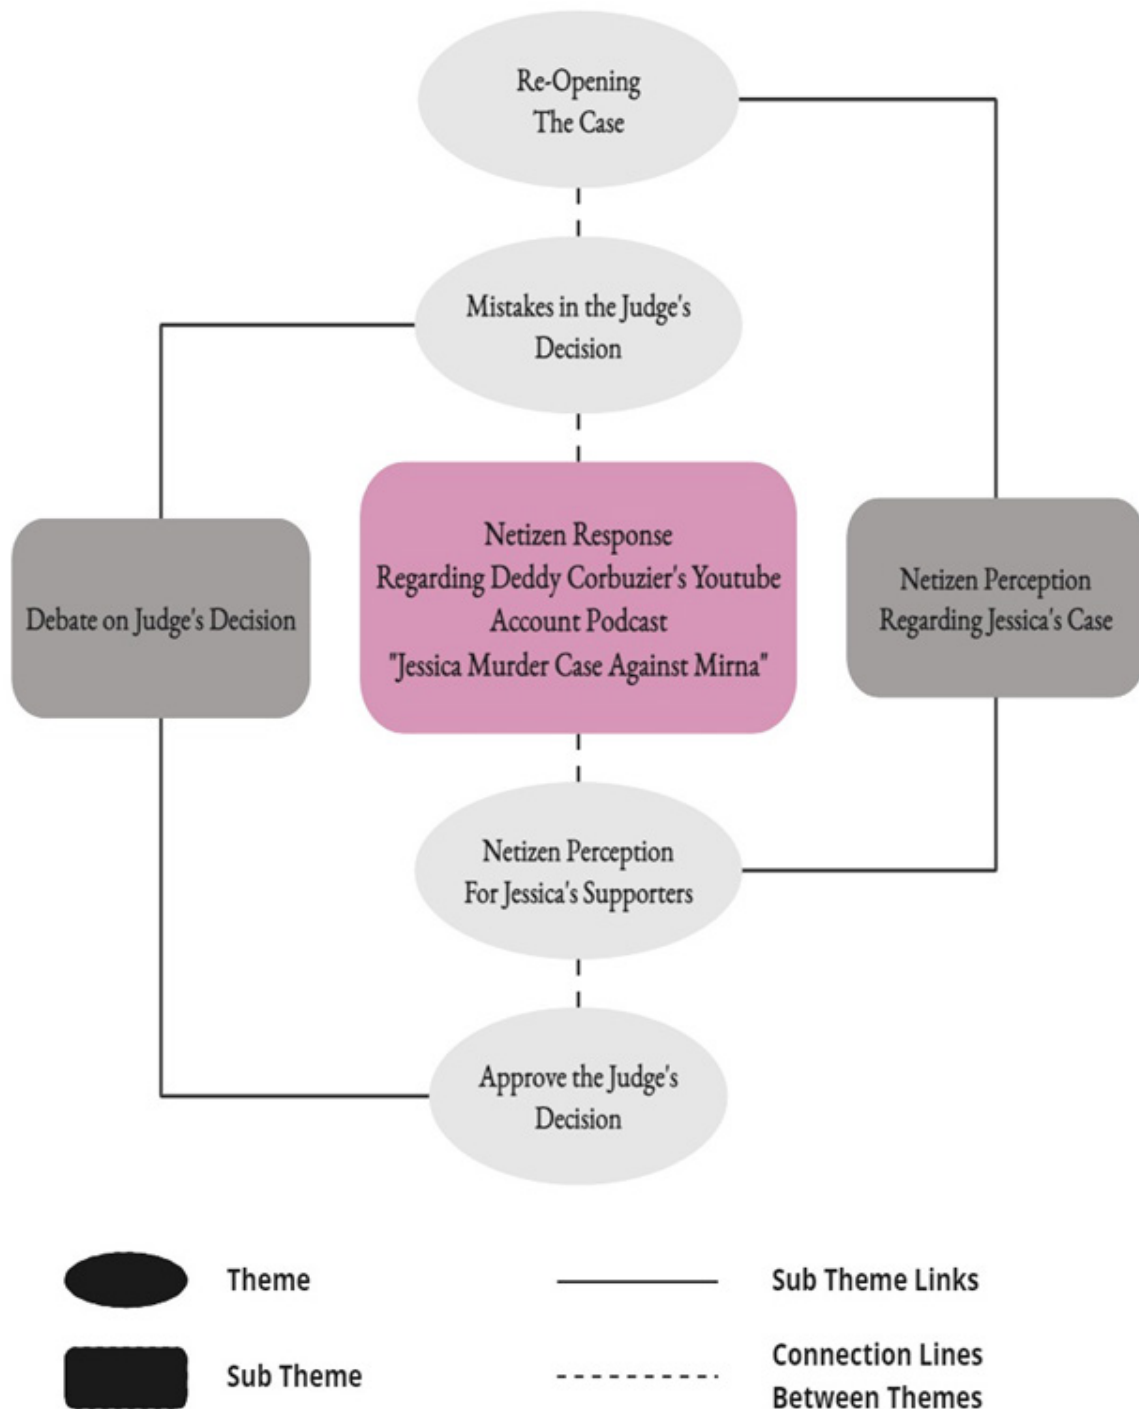 Re-Opening
The Case
Mistakes in the Judge's
Decision
Netizen Response
Regarding Deddy Corbuzier's Youtube
Account Podcast
"Jessica Murder Case Against Mirna"
Debate on Judge's Decision
Netizen Perception
Regarding Jessica's Case
Netizen Perception
For Jessica's Supporters
Approve the Judge's
Decision
Theme
Sub Theme Links
Sub Theme
Connection Lines
Between Themes